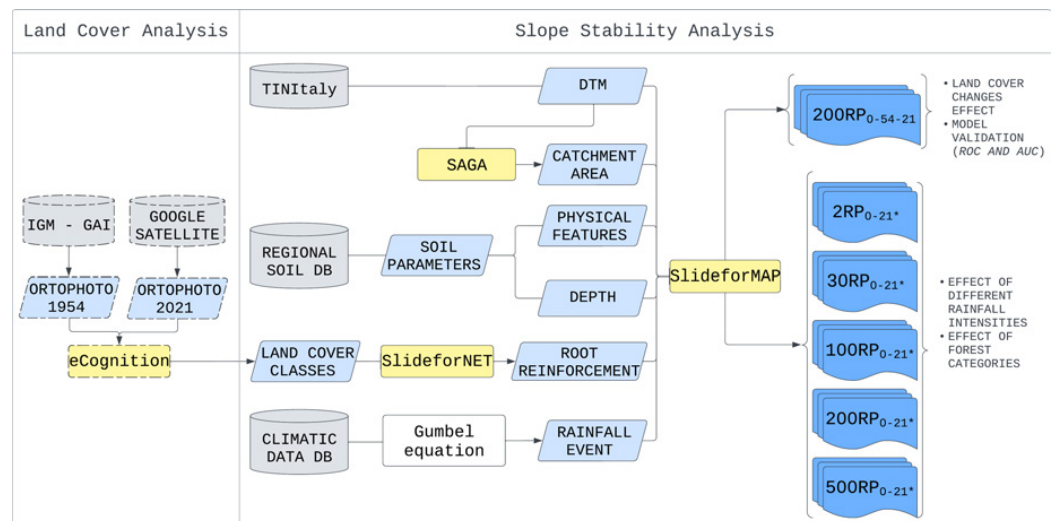 Land Cover Analysis
Slope Stability Analysis
TINItaly
DTM
SAGA
CATCHMENT
AREA
IGM - GAI
GOOGLE
SATELLITE
ORTOPHOTO
1954
ORTOPHOTO
2021
eCognition
REGIONAL
SOIL DB
SOIL
PARAMETERS
PHYSICAL
FEATURES
DEPTH
LAND COVER
CLASSES
SlideforNET
ROOT
REINFORCEMENT
CLIMATIC
DATA DB
Gumbel
equation
RAINFALL
EVENT
SlideforMAP
200RP0-54-21
• LAND COVER
CHANGES
EFFECT
• MODEL
VALIDATION
(ROC AND AUC)
2RP0-21*
30RP0-21*
100RP0-21*
200RP0-21*
500RP0-21*
• EFFECT OF
DIFFERENT
RAINFALL
INTENSITIES
• EFFECT OF
FOREST
CATEGORIES